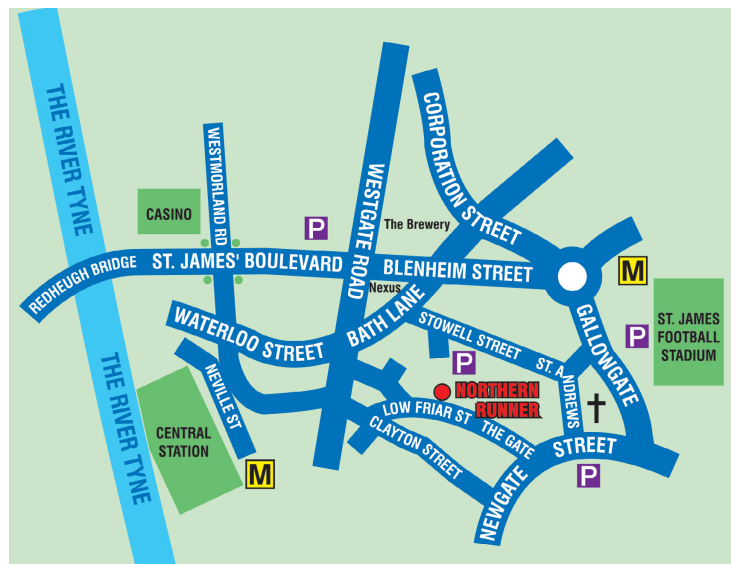 THE RIVER TYNE
WESTMORLAND RD
WESTGATE ROAD
CORPORATION STREET
CASINO
P
The Brewery
REDHEUGH BRIDGE
ST. JAMES' BOULEVARD
BLENHEIM STREET
M
Nexus
WATERLOO STREET
BATH LANE
STOWELL STREET
ST. ANDREWS
GALLOWGATE
P
ST. JAMES
FOOTBALL
STADIUM
THE RIVER TYNE
NEVILLE ST
P
NORTHERN
RUNNER
LOW FRIAR ST
THE GATE
CLAYTON STREET
CENTRAL
STATION
M
NEWGATE
STREET
P